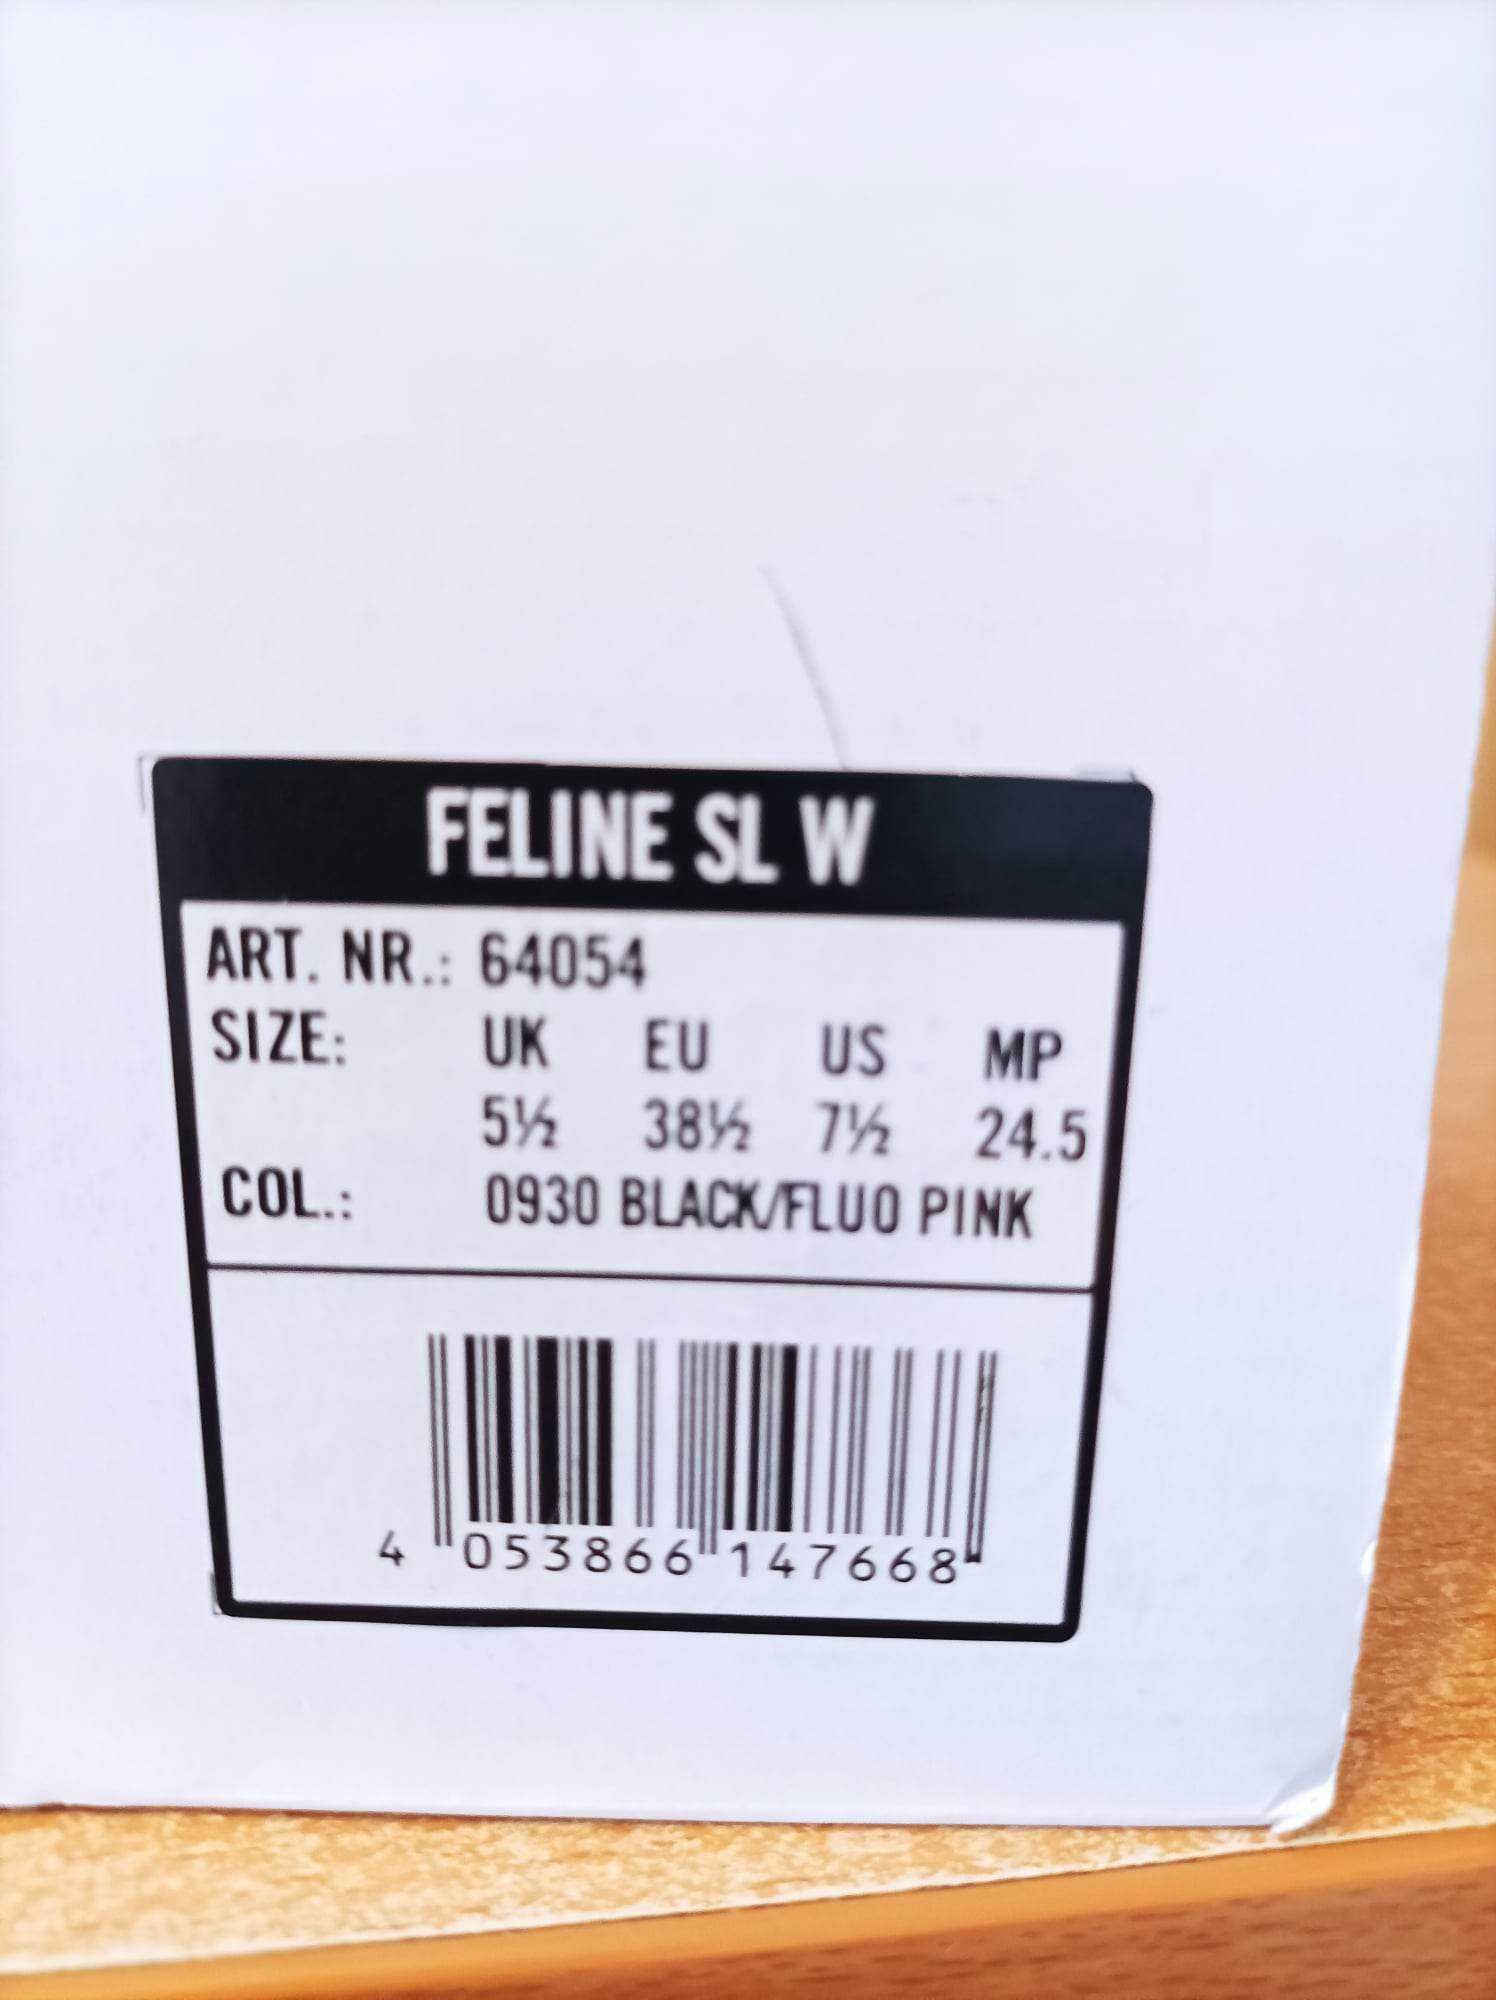 FELINE SL W
ART. NR.: 64054
SIZE: UK EU US MP
5½ 38½ 7½ 24.5
COL.: 0930 BLACK/FLUO PINK
4 053866 147668